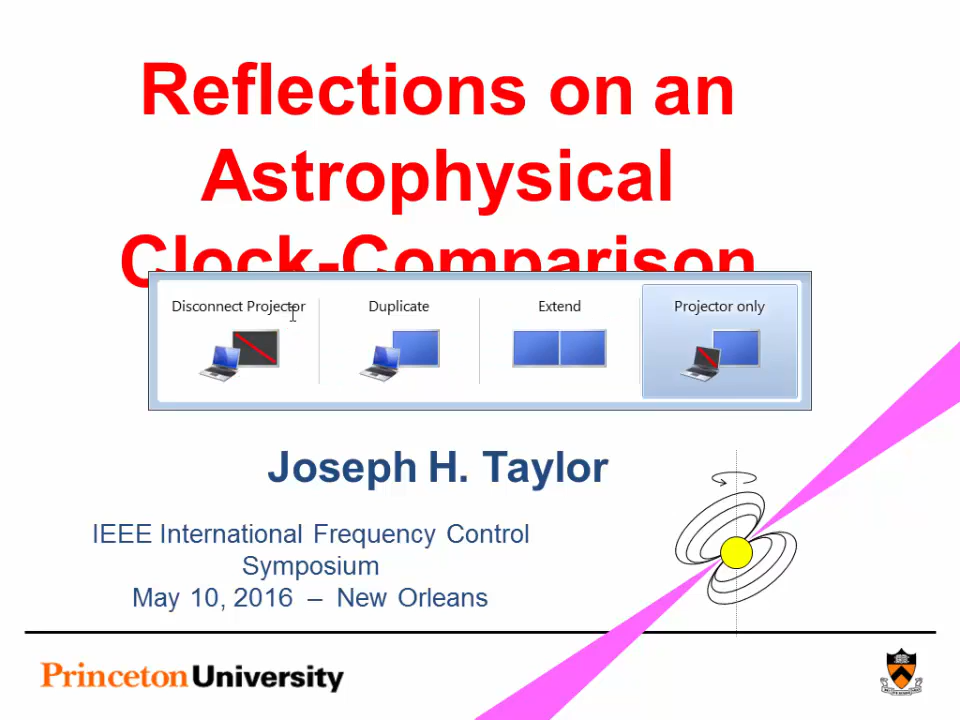 Reflections on an
Astrophysical
Clock-Comparison
Disconnect Projector
Duplicate
Extend
Projector only
Joseph H. Taylor
IEEE International Frequency Control
Symposium
May 10, 2016 – New Orleans
Princeton University